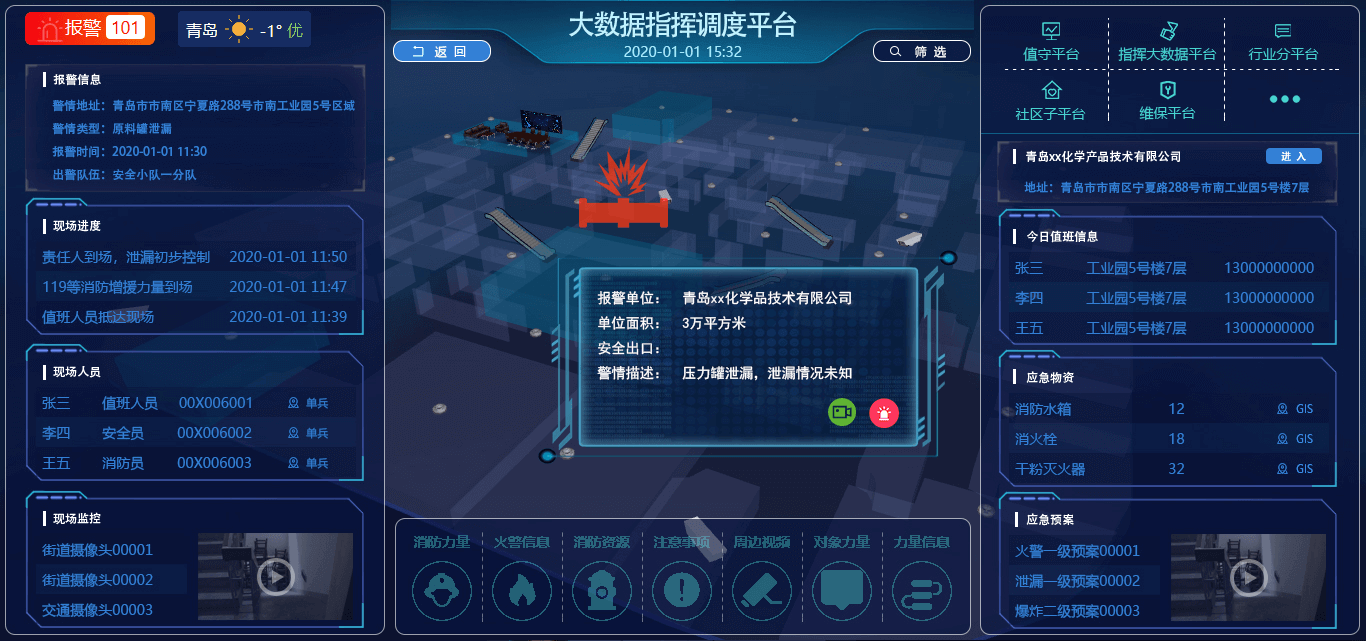 报警 101
青岛 -1° 优
报警信息
警情地址：青岛市市南区宁夏路288号市南工业园5号区域
警情类型：原料罐泄漏
报警时间：2020-01-01 11:30
出警队伍：安全小队一分队
现场进度
责任人到场，泄漏初步控制 2020-01-01 11:50
119等消防增援力量到场 2020-01-01 11:47
值班人员抵达现场 2020-01-01 11:39
现场人员
张三 值班人员 00X006001 单兵
李四 安全员 00X006002 单兵
王五 消防员 00X006003 单兵
现场监控
街道摄像头00001
街道摄像头00002
交通摄像头00003
返 回
大数据指挥调度平台
2020-01-01 15:32
筛 选
报警单位： 青岛xx化学品技术有限公司
单位面积： 3万平方米
安全出口：
警情描述： 压力罐泄漏，泄漏情况未知
消防力量 火警信息 消防资源 注意事项 周边视频 对象力量 力量信息
值守平台 指挥大数据平台 行业分平台
社区子平台 维保平台
青岛xx化学产品技术有限公司 进 入
地址：青岛市市南区宁夏路288号市南工业园5号楼7层
今日值班信息
张三 工业园5号楼7层 13000000000
李四 工业园5号楼7层 13000000000
王五 工业园5号楼7层 13000000000
应急物资
消防水箱 12 GIS
消火栓 18 GIS
干粉灭火器 32 GIS
应急预案
火警一级预案00001
泄漏一级预案00002
爆炸二级预案00003